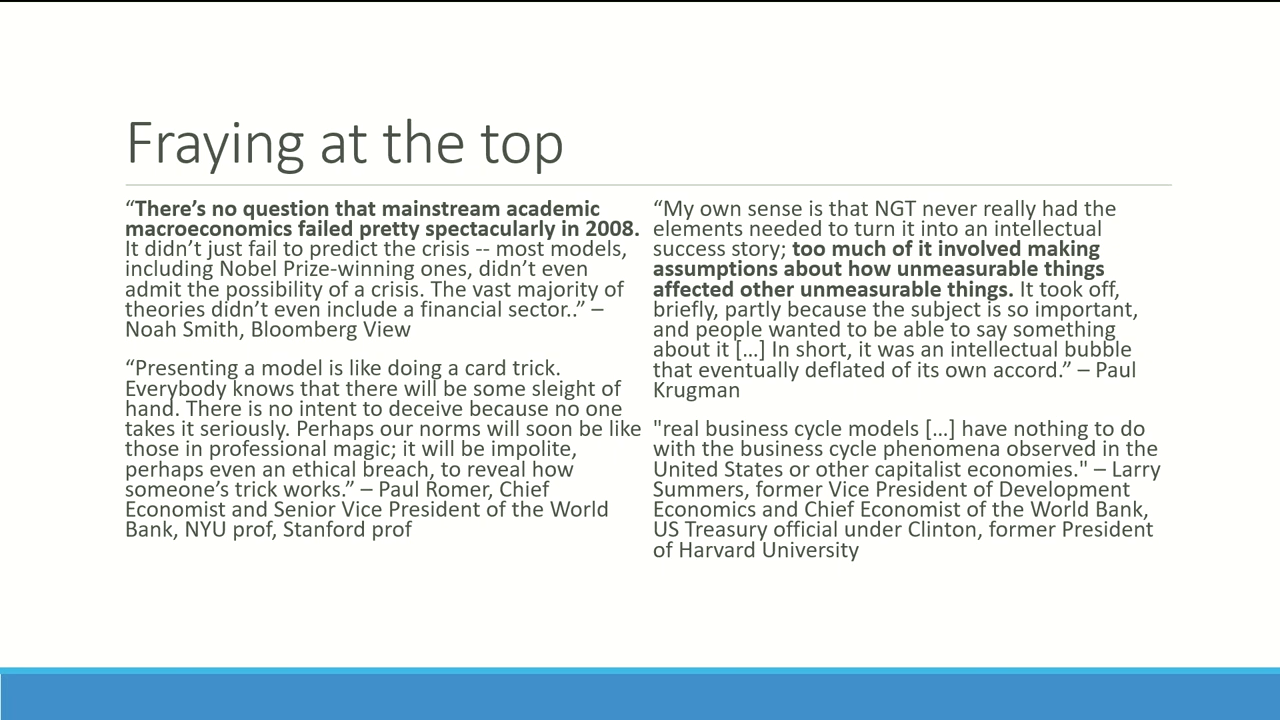 Fraying at the top
“There’s no question that mainstream academic
macroeconomics failed pretty spectacularly in 2008.
It didn’t just fail to predict the crisis -- most models,
including Nobel Prize-winning ones, didn’t even
admit the possibility of a crisis. The vast majority of
theories didn’t even include a financial sector..” –
Noah Smith, Bloomberg View
“Presenting a model is like doing a card trick.
Everybody knows that there will be some sleight of
hand. There is no intent to deceive because no one
takes it seriously. Perhaps our norms will soon be like
those in professional magic; it will be impolite,
perhaps even an ethical breach, to reveal how
someone’s trick works.” – Paul Romer, Chief
Economist and Senior Vice President of the World
Bank, NYU prof, Stanford prof
“My own sense is that NGT never really had the
elements needed to turn it into an intellectual
success story; too much of it involved making
assumptions about how unmeasurable things
affected other unmeasurable things. It took off,
briefly, partly because the subject is so important,
and people wanted to be able to say something
about it […] In short, it was an intellectual bubble
that eventually deflated of its own accord.” – Paul
Krugman
"real business cycle models […] have nothing to do
with the business cycle phenomena observed in the
United States or other capitalist economies." – Larry
Summers, former Vice President of Development
Economics and Chief Economist of the World Bank,
US Treasury official under Clinton, former President
of Harvard University